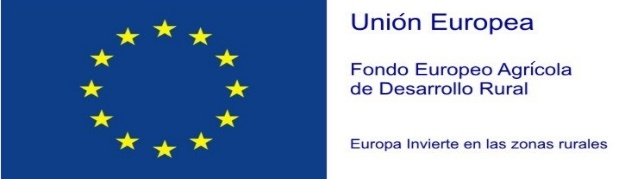 Unión Europea
Fondo Europeo Agrícola
de Desarrollo Rural
Europa Invierte en las zonas rurales